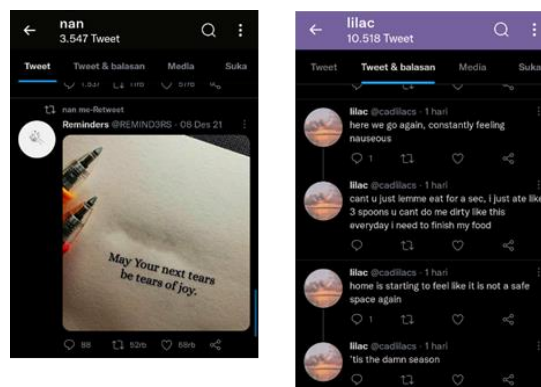 nan
3.547 Tweet
Tweet Tweet & balasan Media Suka
nan me-Retweet
Reminders @REMIND3RS · 08 Des 21
May Your next tears
be tears of joy.
88 52rb 58rb
lilac
10.518 Tweet
Tweet Tweet & balasan Media Suka
lilac @cadilacs · 1 hari
here we go again, constantly feeling
nauseous
1
lilac @cadilacs · 1 hari
cant u just lemme eat for a sec, i just ate like
3 spoons u cant do me dirty like this
everyday i need to finish my food
lilac @cadilacs · 1 hari
home is starting to feel like it is not a safe
space again
1
lilac @cadilacs · 1 hari
'tis the damn season